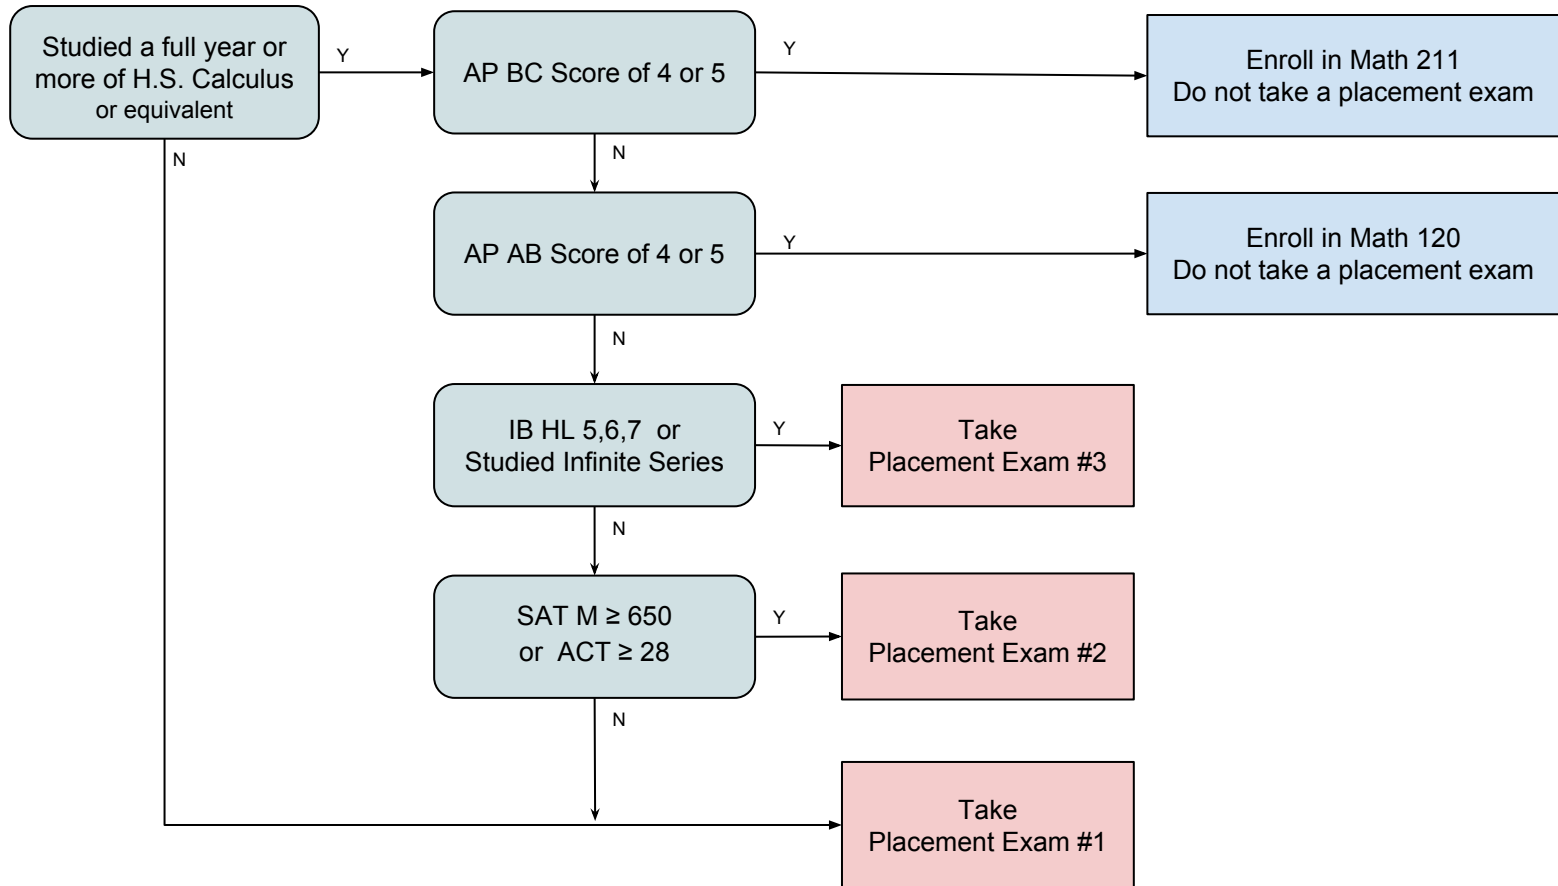 Studied a full year or
more of H.S. Calculus
or equivalent
Y
AP BC Score of 4 or 5
Y
Enroll in Math 211
Do not take a placement exam
N
N
AP AB Score of 4 or 5
Y
Enroll in Math 120
Do not take a placement exam
N
IB HL 5,6,7 or
Studied Infinite Series
Y
Take
Placement Exam #3
N
SAT M ≥ 650
or ACT ≥ 28
Y
Take
Placement Exam #2
N
Take
Placement Exam #1